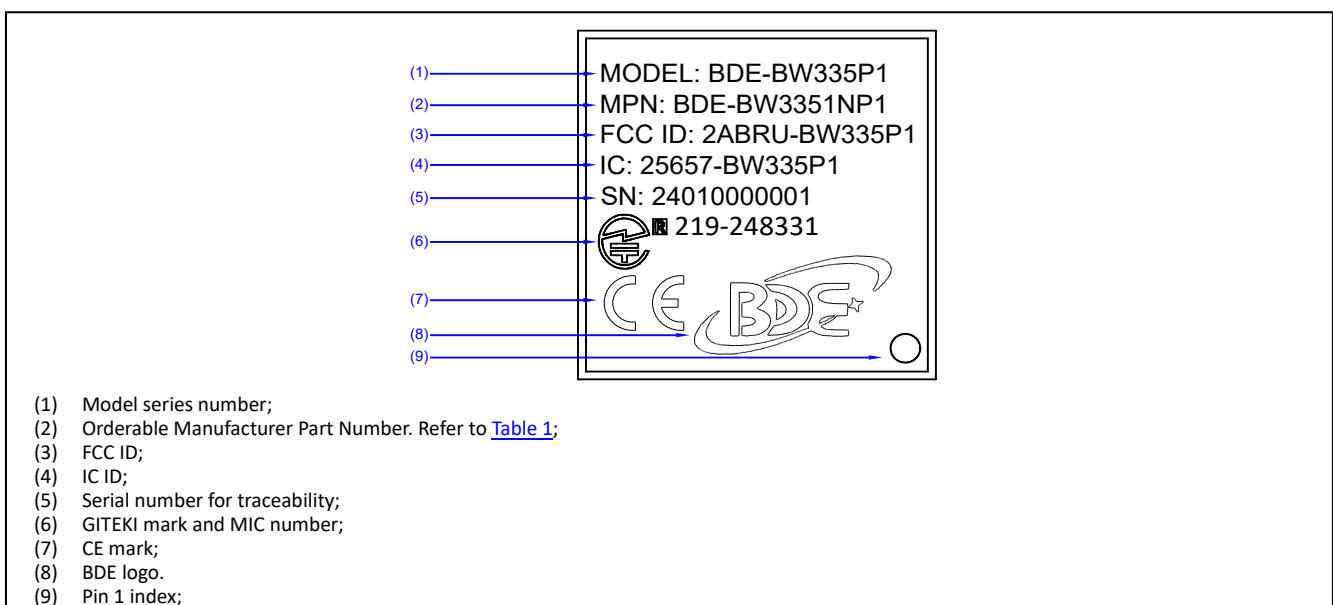 (1) MODEL: BDE-BW335P1
(2) MPN: BDE-BW3351NP1
(3) FCC ID: 2ABRU-BW335P1
(4) IC: 25657-BW335P1
(5) SN: 24010000001
(6) R 219-248331
(7) CE BDE
(8)
(9)
(1) Model series number;
(2) Orderable Manufacturer Part Number. Refer to Table 1;
(3) FCC ID;
(4) IC ID;
(5) Serial number for traceability;
(6) GITEKI mark and MIC number;
(7) CE mark;
(8) BDE logo.
(9) Pin 1 index;